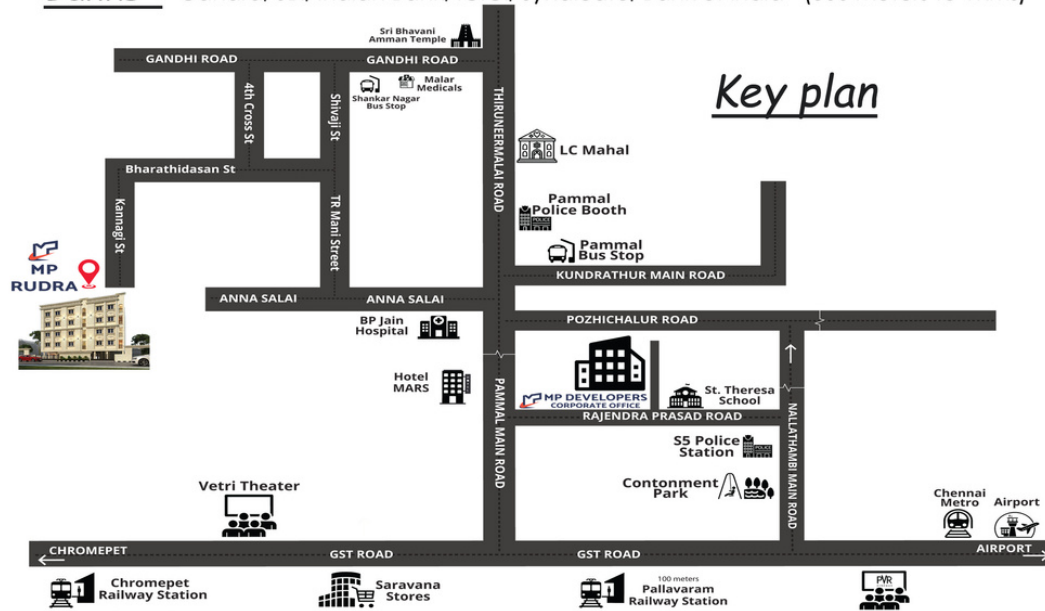 Key plan
Sri Bhavani
Amman Temple
GANDHI ROAD
GANDHI ROAD
Shankar Nagar
Bus Stop
Malar
Medicals
4th Cross St
Shivaji St
THIRUNEERMALAI ROAD
LC Mahal
Bharathidasan St
Kannagi St
TR Mani Street
Pammal
Police Booth
POLICE
Pammal
Bus Stop
KUNDRATHUR MAIN ROAD
MP
RUDRA
ANNA SALAI
ANNA SALAI
POZHICHALUR ROAD
BP Jain
Hospital
Hotel
MARS
MP DEVELOPERS
CORPORATE OFFICE
St. Theresa
School
RAJENDRA PRASAD ROAD
PAMMAL MAIN ROAD
NALLATHAMBI MAIN ROAD
S5 Police
Station
Contonment
Park
Vetri Theater
Chennai
Metro
Airport
CHROMEPET
GST ROAD
GST ROAD
AIRPORT
Chromepet
Railway Station
Saravana
Stores
100 meters
Pallavaram
Railway Station
PVR